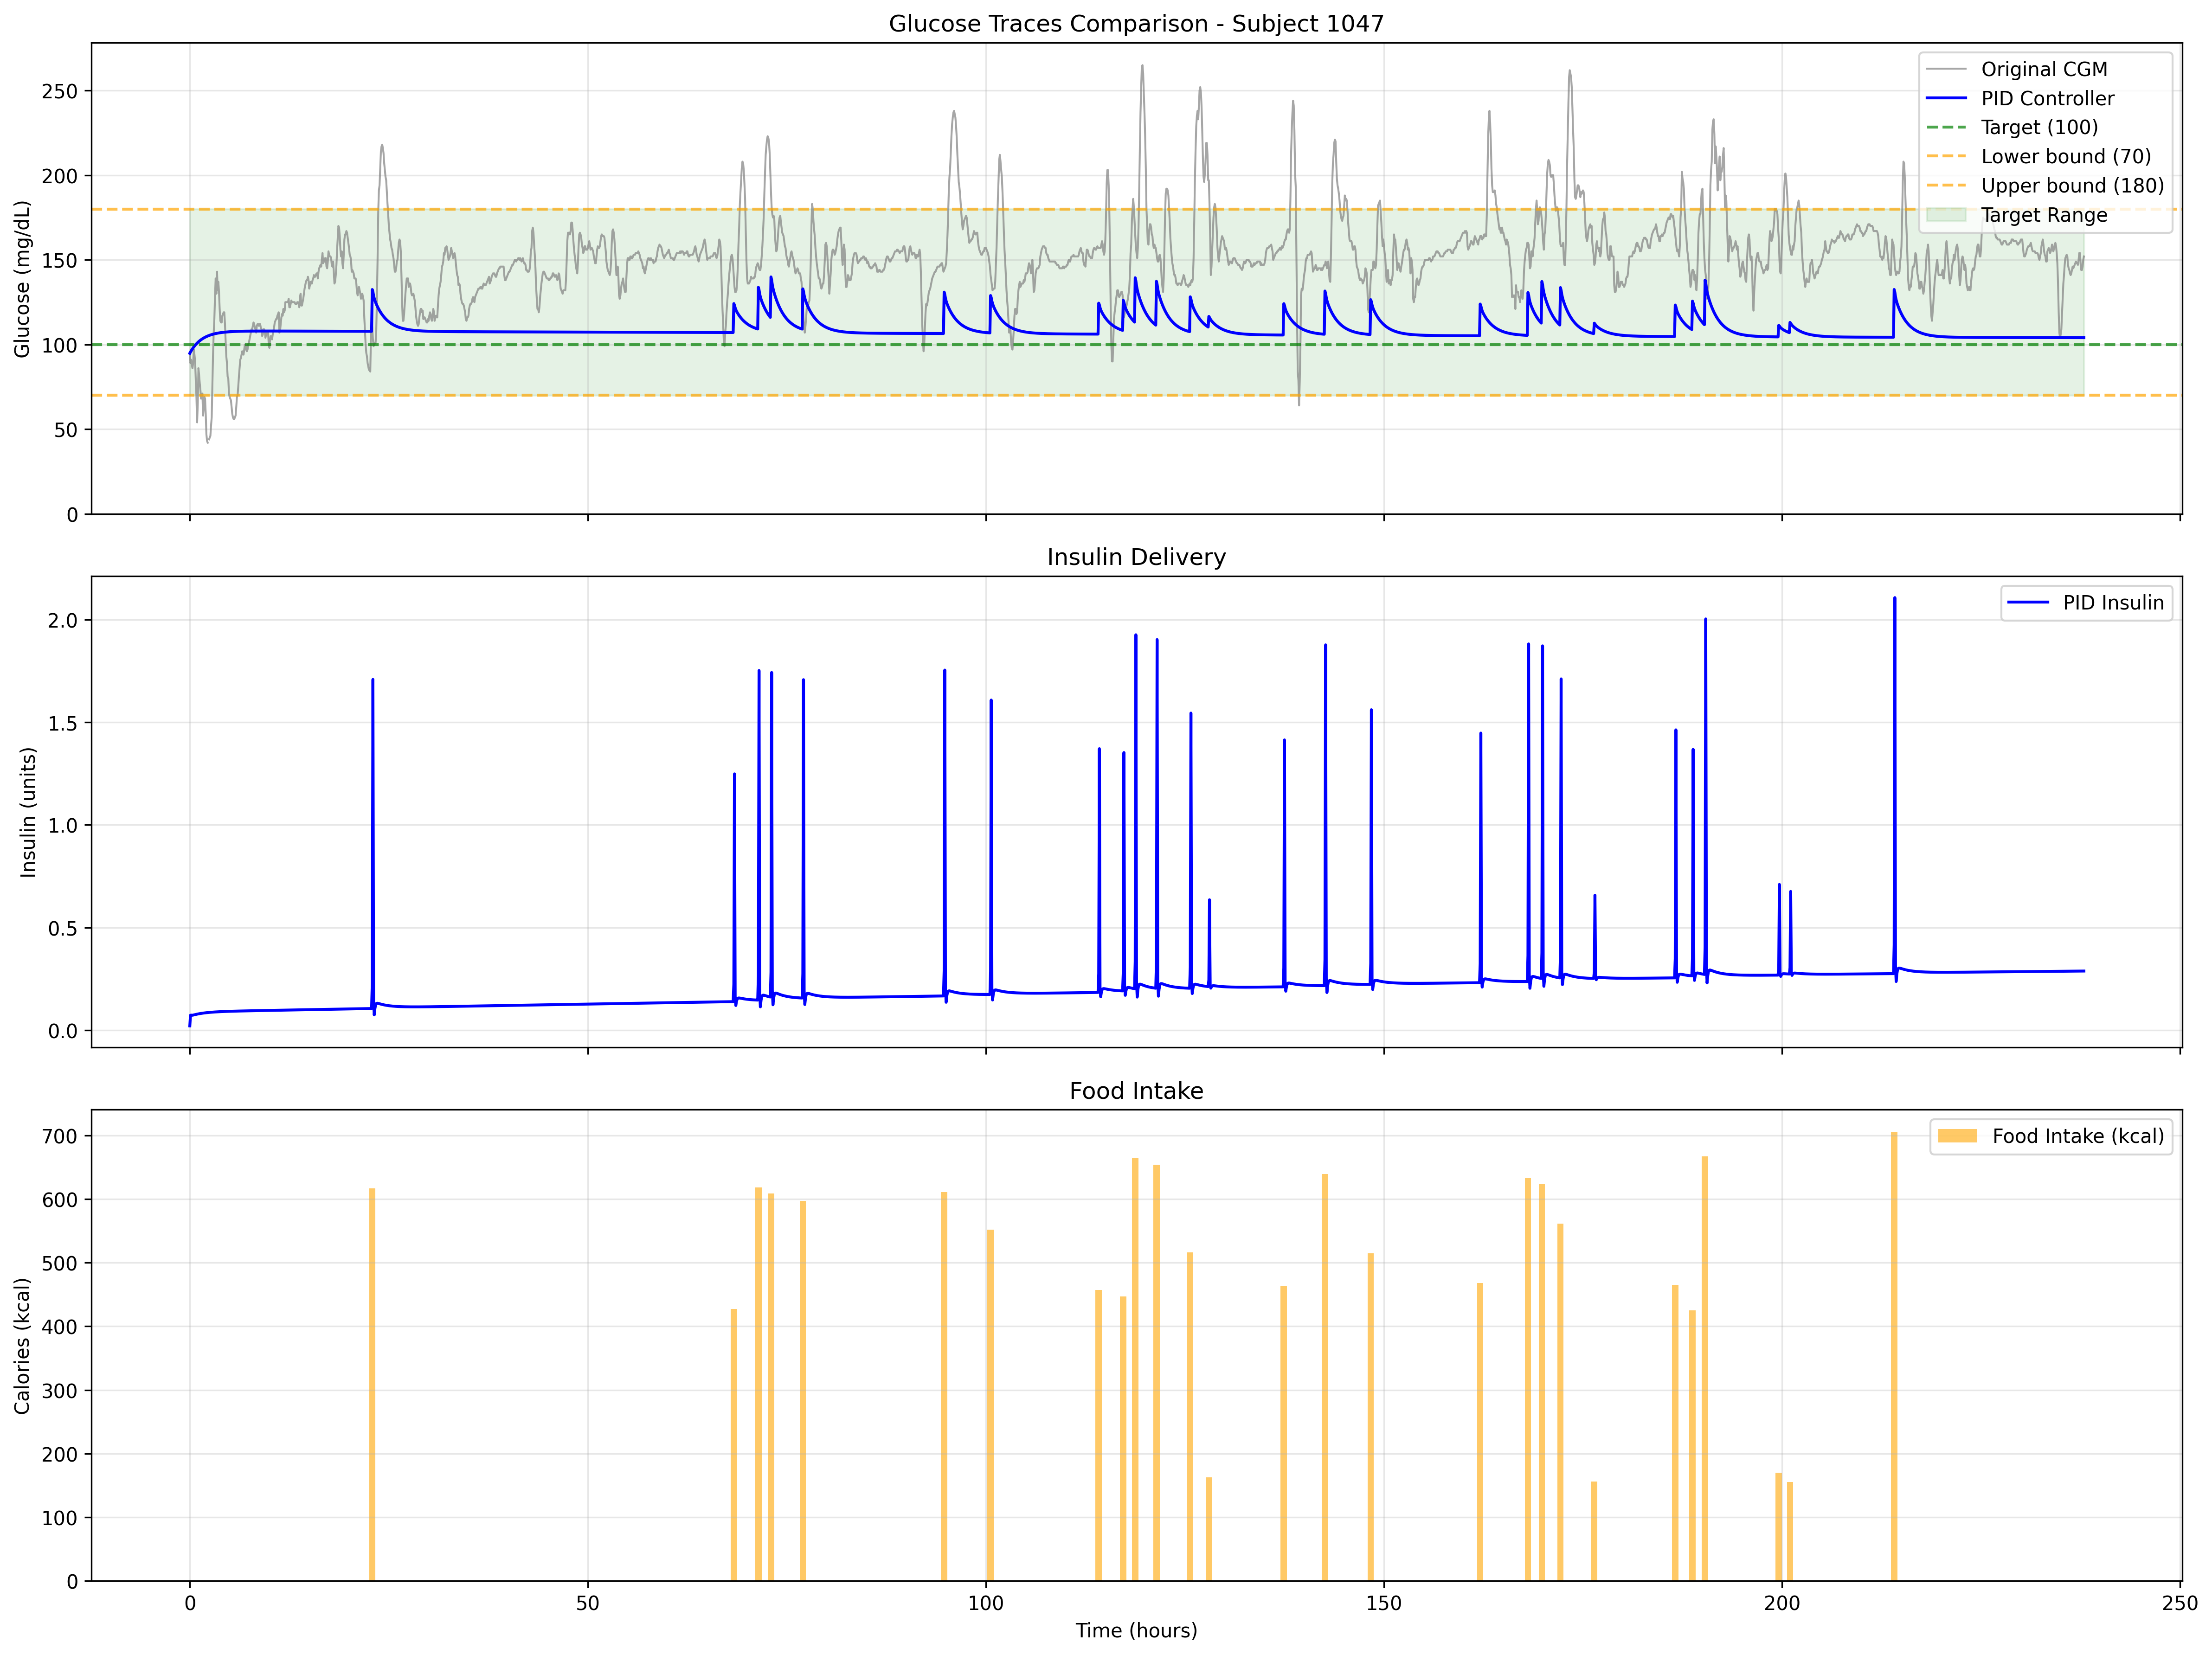 Glucose Traces Comparison - Subject 1047
Glucose (mg/dL)
250
200
150
100
50
0
Original CGM
PID Controller
Target (100)
Lower bound (70)
Upper bound (180)
Target Range
Insulin Delivery
Insulin (units)
2.0
1.5
1.0
0.5
0.0
PID Insulin
Food Intake
Calories (kcal)
700
600
500
400
300
200
100
0
Food Intake (kcal)
0 50 100 150 200 250
Time (hours)